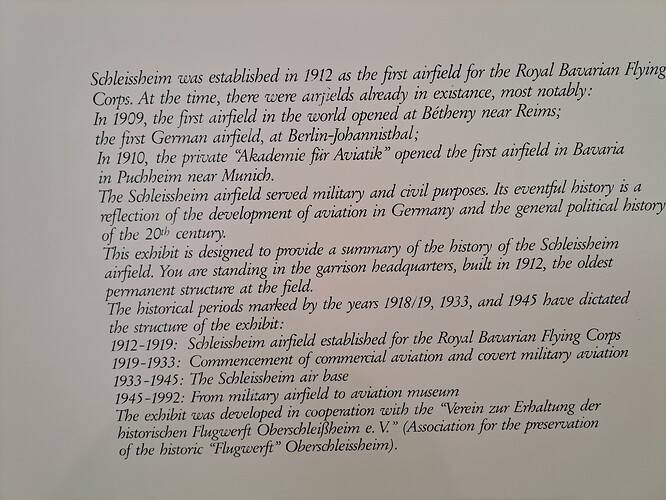 Schleissheim was established in 1912 as the first airfield for the Royal Bavarian Flying
Corps. At the time, there were airfields already in existance, most notably:
In 1909, the first airfield in the world opened at Bétheny near Reims;
the first German airfield, at Berlin-Johannisthal;
In 1910, the private "Akademie für Aviatik" opened the first airfield in Bavaria
in Puchheim near Munich.
The Schleissheim airfield served military and civil purposes. Its eventful history is a
reflection of the development of aviation in Germany and the general political history
of the 20th century.
This exhibit is designed to provide a summary of the history of the Schleissheim
airfield. You are standing in the garrison headquarters, built in 1912, the oldest
permanent structure at the field.
The historical periods marked by the years 1918/19, 1933, and 1945 have dictated
the structure of the exhibit:
1912-1919: Schleissheim airfield established for the Royal Bavarian Flying Corps
1919-1933: Commencement of commercial aviation and covert military aviation
1933-1945: The Schleissheim air base
1945-1992: From military airfield to aviation museum
The exhibit was developed in cooperation with the "Verein zur Erhaltung der
historischen Flugwerft Oberschleißheim e. V." (Association for the preservation
of the historic "Flugwerft" Oberschleissheim).